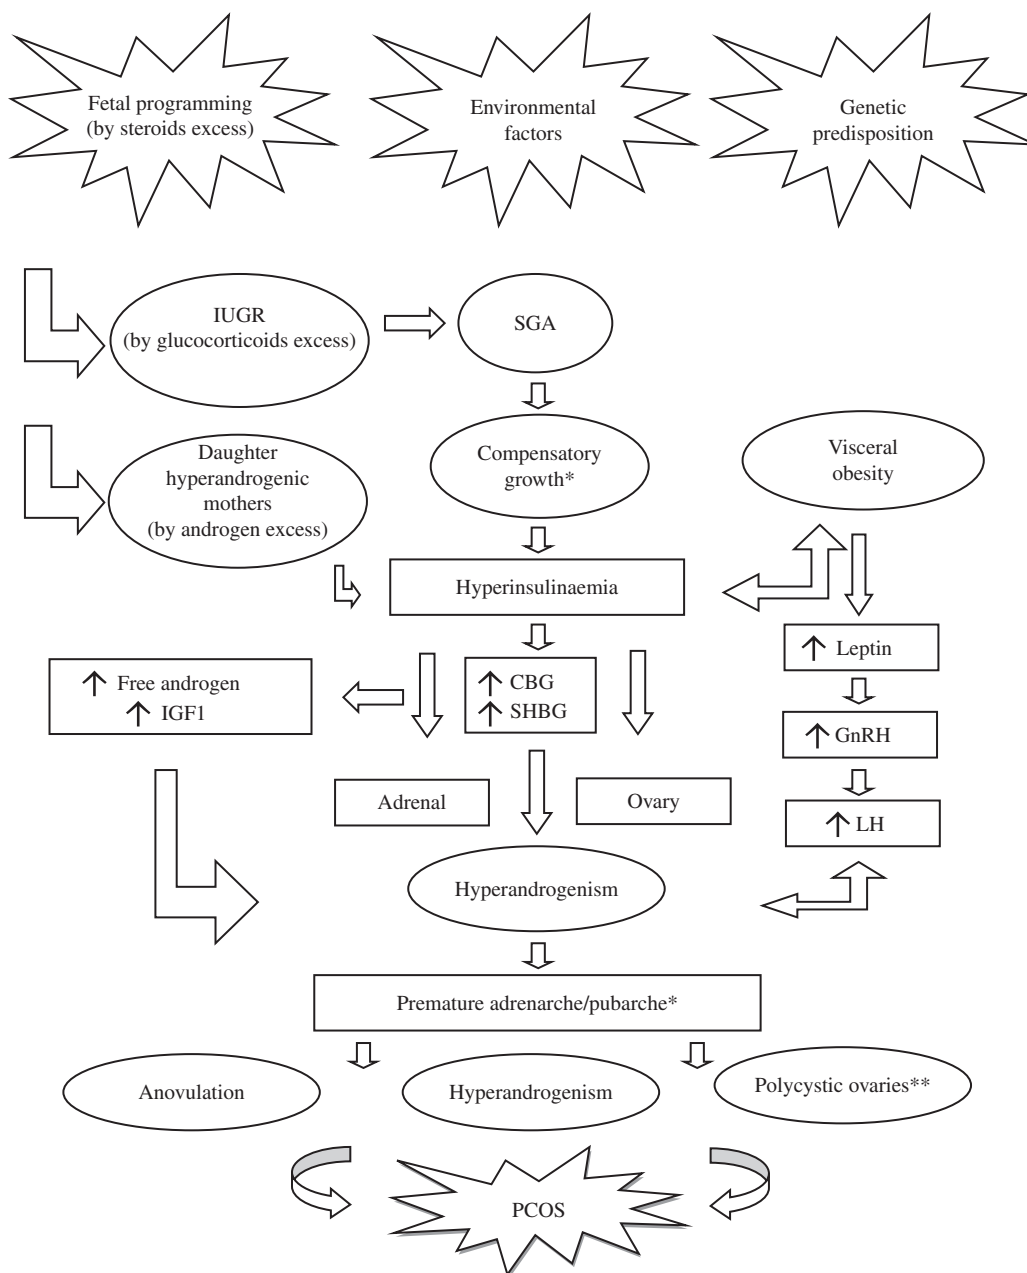 Fetal programming
(by steroids excess)
Environmental
factors
Genetic
predisposition
IUGR
(by glucocorticoids excess)
SGA
Daughter
hyperandrogenic
mothers
(by androgen excess)
Compensatory
growth*
Visceral
obesity
Hyperinsulinaemia
↑ Free androgen
↑ IGF1
↑ CBG
↑ SHBG
↑ Leptin
↑ GnRH
↑ LH
Adrenal
Ovary
Hyperandrogenism
Premature adrenarche/pubarche*
Anovulation
Hyperandrogenism
Polycystic ovaries**
PCOS